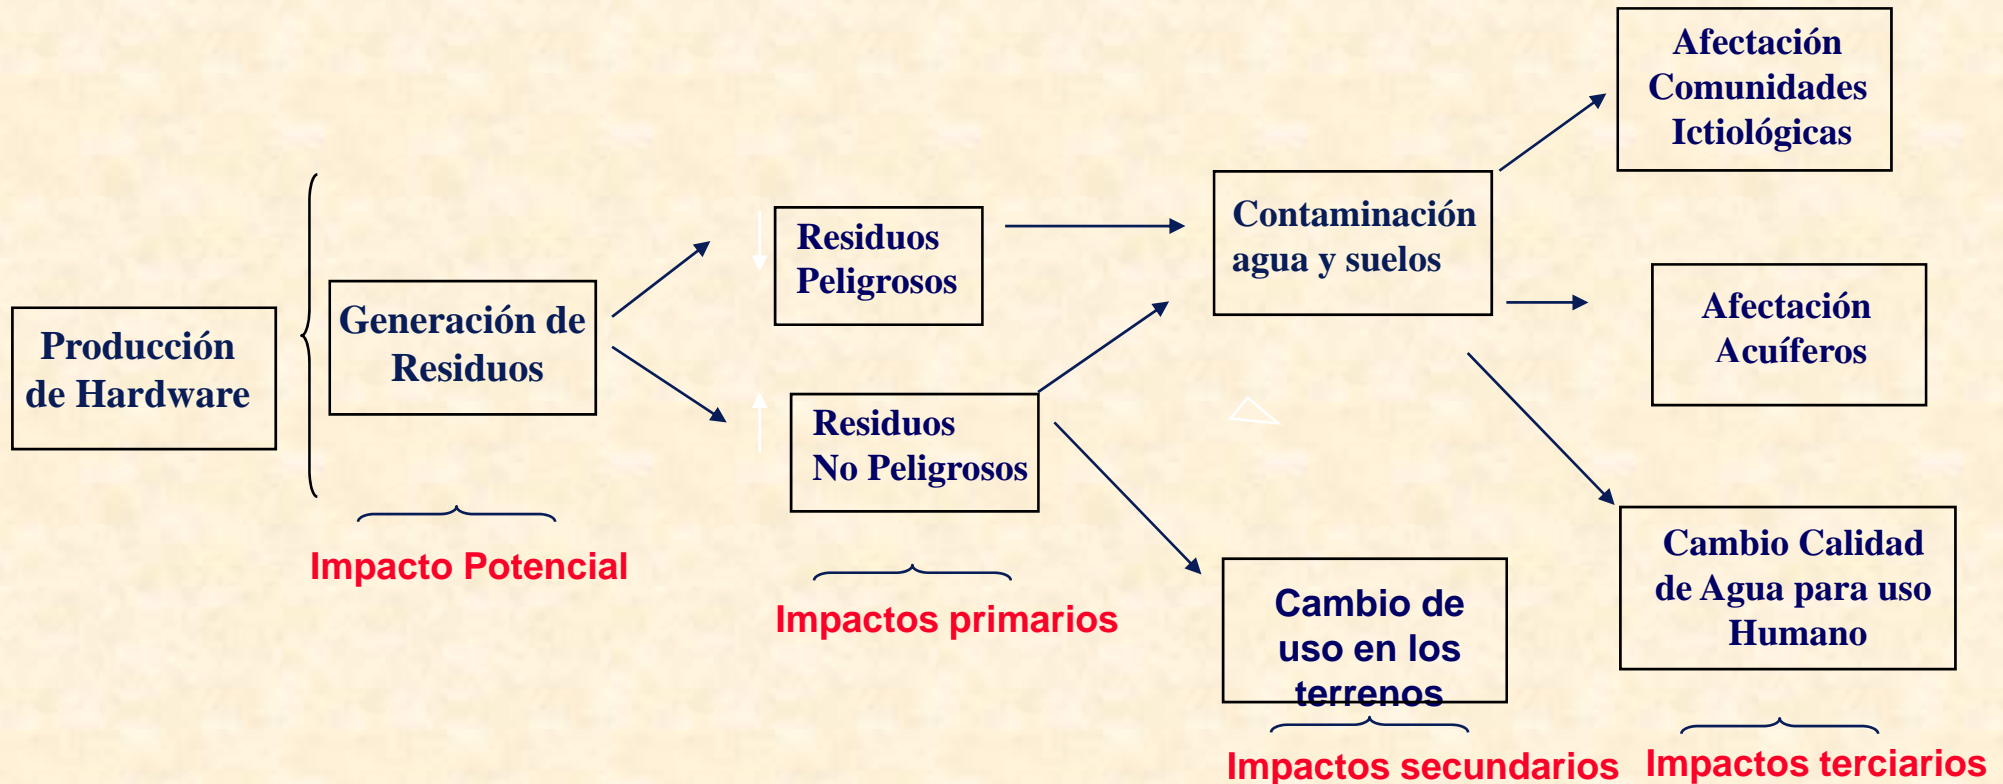 Producción
de Hardware
Generación de
Residuos
Impacto Potencial
Residuos
Peligrosos
Residuos
No Peligrosos
Impactos primarios
Contaminación
agua y suelos
Cambio de
uso en los
terrenos
Impactos secundarios
Afectación
Comunidades
Ictiológicas
Afectación
Acuíferos
Cambio Calidad
de Agua para uso
Humano
Impactos terciarios